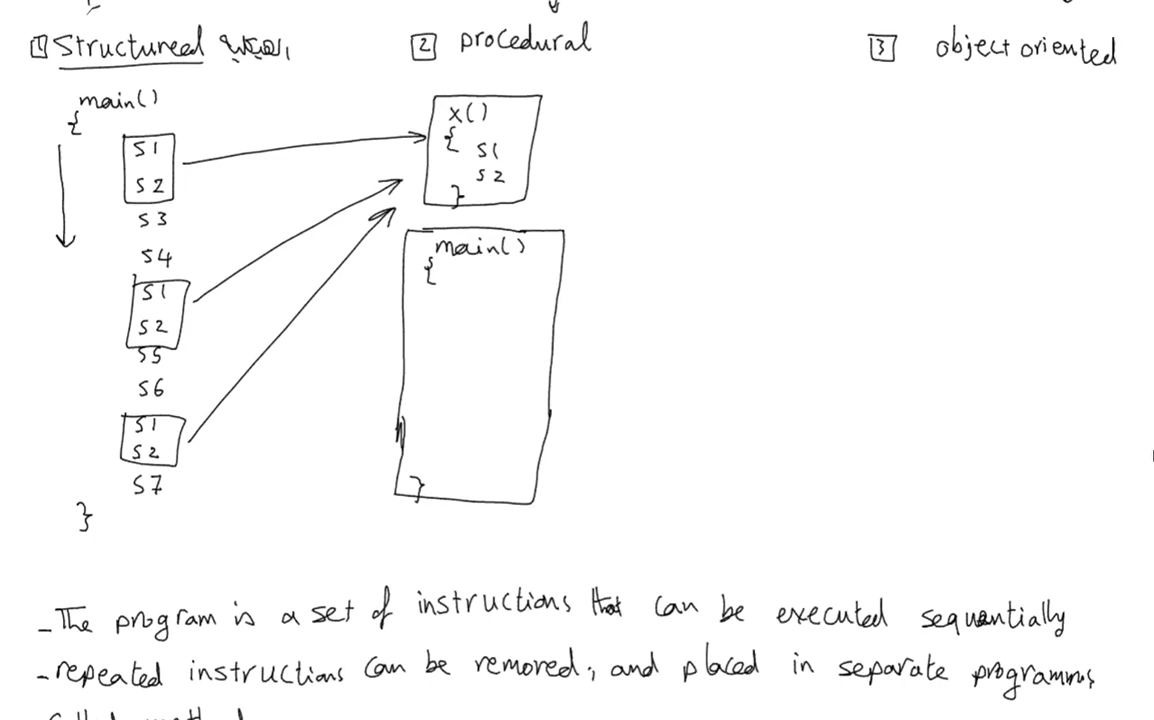 1 Structured
main()
{
S1
S2
S3
S4
S1
S2
S5
S6
S1
S2
S7
}
2 procedural
x()
{
S1
S2
}
main()
{
}
3 object oriented
- The program is a set of instructions that can be executed sequentially
- repeated instructions can be removed, and placed in separate programms